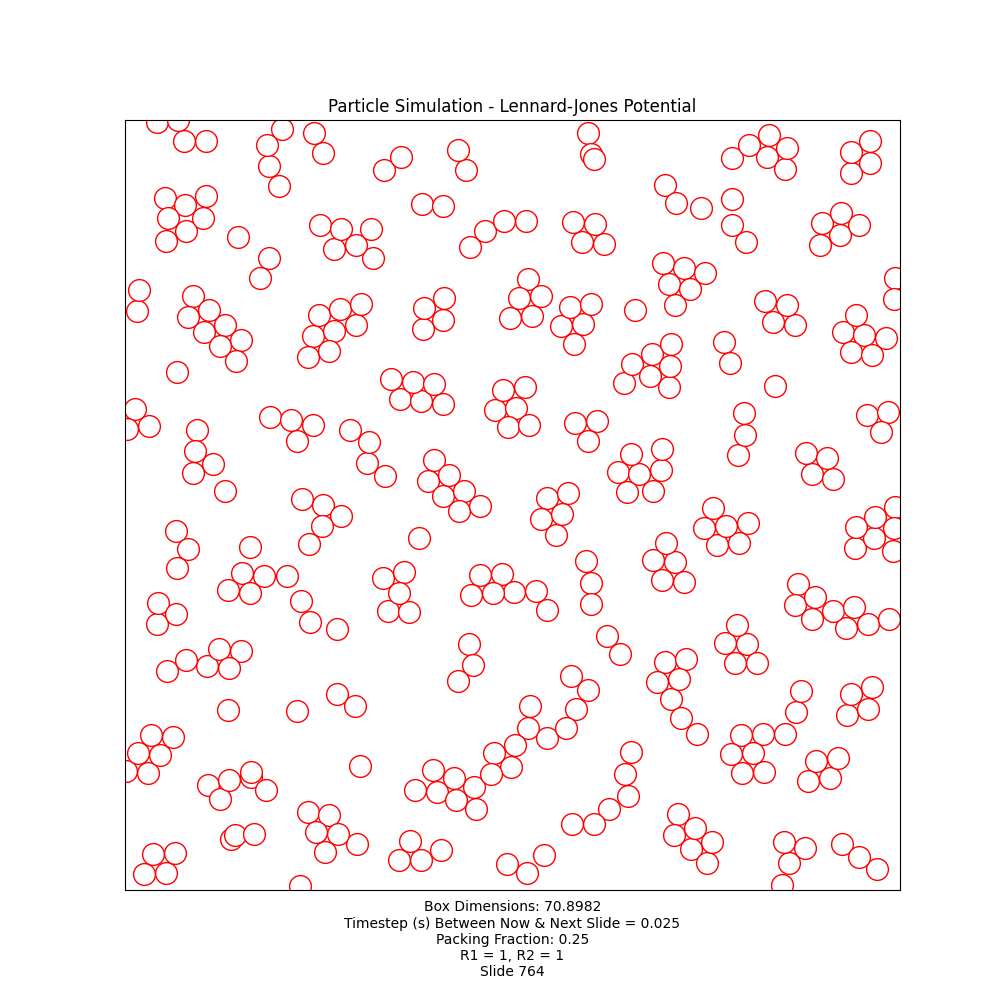 Particle Simulation - Lennard-Jones Potential
Box Dimensions: 70.8982
Timestep (s) Between Now & Next Slide = 0.025
Packing Fraction: 0.25
R1 = 1, R2 = 1
Slide 764